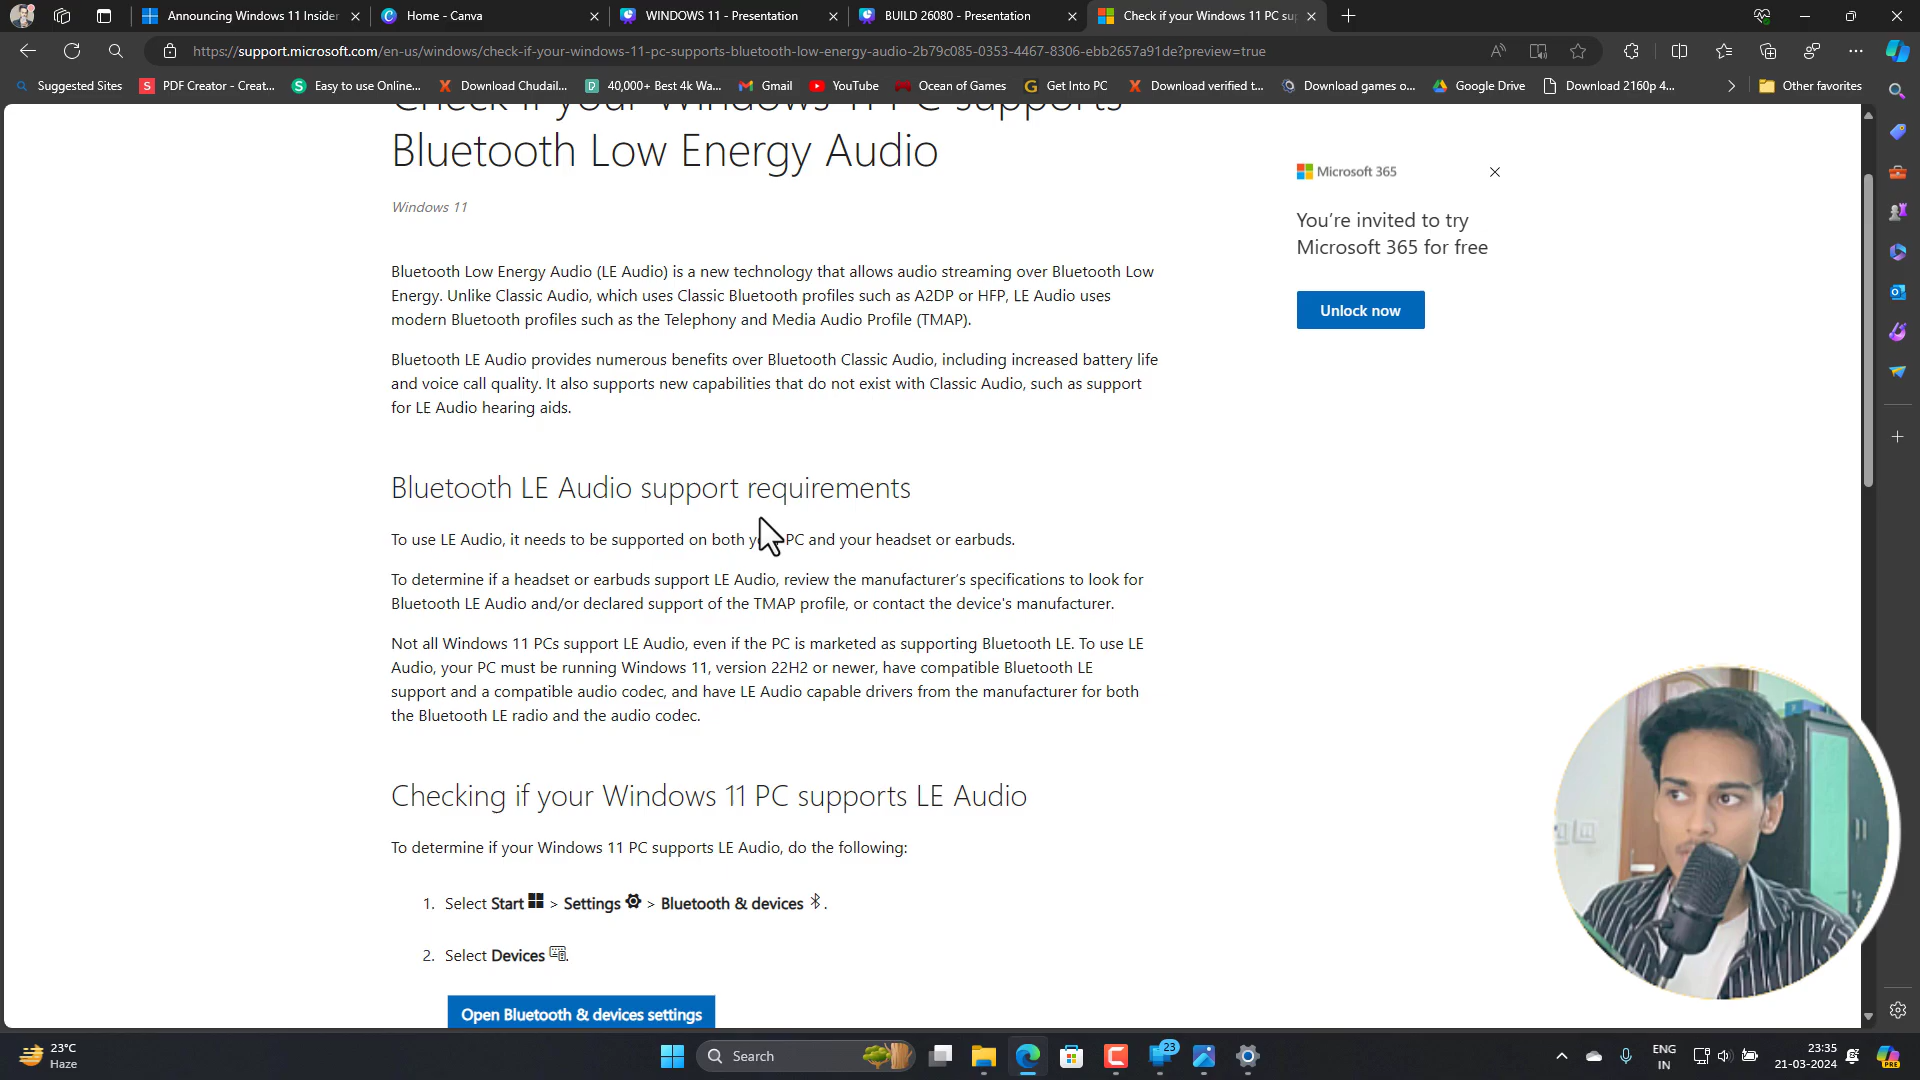 Announcing Windows 11 Insider
Home - Canva
WINDOWS 11 - Presentation
BUILD 26080 - Presentation
Check if your Windows 11 PC sup
https://support.microsoft.com/en-us/windows/check-if-your-windows-11-pc-supports-bluetooth-low-energy-audio-2b79c085-0353-4467-8306-ebb2657a91de?preview=true
Suggested Sites
PDF Creator - Creat...
Easy to use Online...
Download Chudail...
40,000+ Best 4k Wa...
Gmail
YouTube
Ocean of Games
Get Into PC
Download verified t...
Download games o...
Google Drive
Download 2160p 4...
Other favorites
Check if your Windows 11 PC supports
Bluetooth Low Energy Audio
Windows 11
Bluetooth Low Energy Audio (LE Audio) is a new technology that allows audio streaming over Bluetooth Low
Energy. Unlike Classic Audio, which uses Classic Bluetooth profiles such as A2DP or HFP, LE Audio uses
modern Bluetooth profiles such as the Telephony and Media Audio Profile (TMAP).
Bluetooth LE Audio provides numerous benefits over Bluetooth Classic Audio, including increased battery life
and voice call quality. It also supports new capabilities that do not exist with Classic Audio, such as support
for LE Audio hearing aids.
Bluetooth LE Audio support requirements
To use LE Audio, it needs to be supported on both PC and your headset or earbuds.
To determine if a headset or earbuds support LE Audio, review the manufacturer's specifications to look for
Bluetooth LE Audio and/or declared support of the TMAP profile, or contact the device's manufacturer.
Not all Windows 11 PCs support LE Audio, even if the PC is marketed as supporting Bluetooth LE. To use LE
Audio, your PC must be running Windows 11, version 22H2 or newer, have compatible Bluetooth LE
support and a compatible audio codec, and have LE Audio capable drivers from the manufacturer for both
the Bluetooth LE radio and the audio codec.
Checking if your Windows 11 PC supports LE Audio
To determine if your Windows 11 PC supports LE Audio, do the following:
1. Select Start > Settings > Bluetooth & devices .
2. Select Devices .
Open Bluetooth & devices settings
Microsoft 365
You're invited to try
Microsoft 365 for free
Unlock now
23°C
Haze
Search
23
ENG
IN
23:35
21-03-2024
PRE